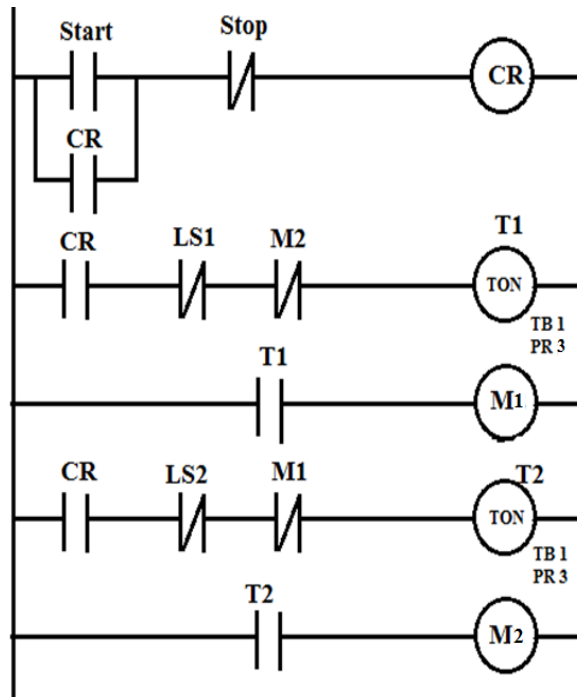 Start
Stop
CR
CR
CR
LS1
M2
T1
TON
TB 1
PR 3
T1
M1
CR
LS2
M1
T2
TON
TB 1
PR 3
T2
M2